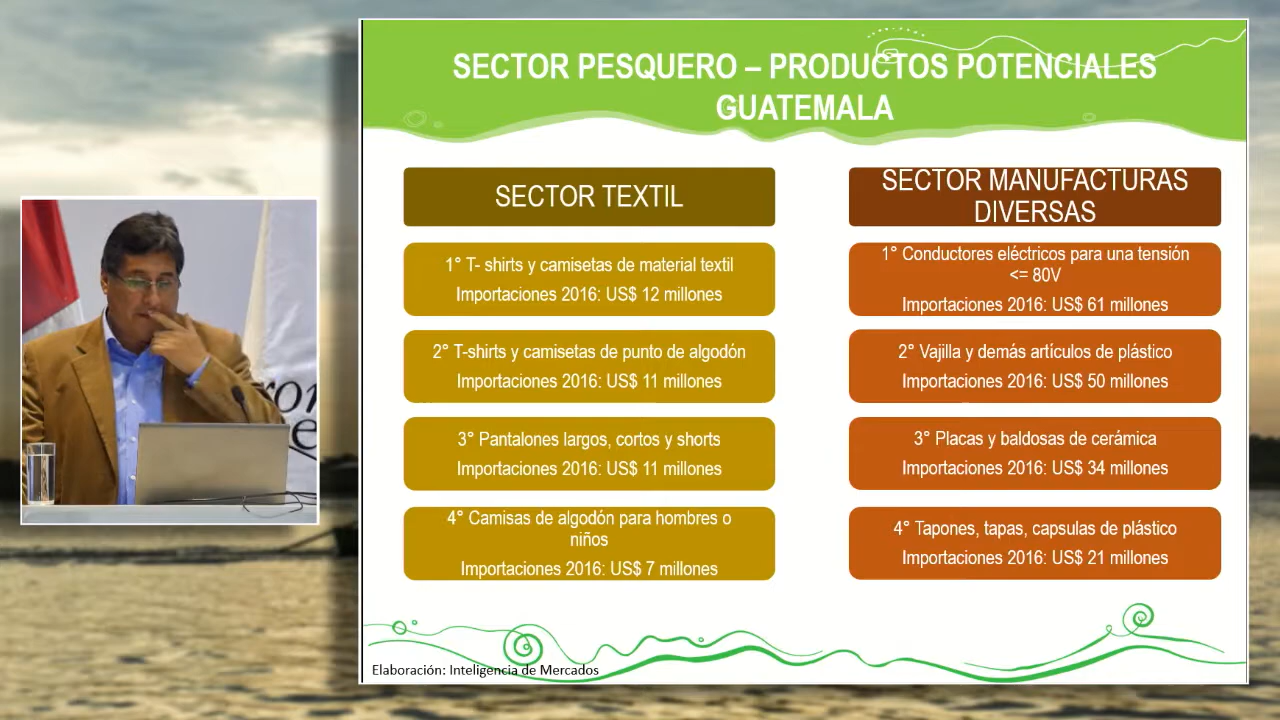 SECTOR PESQUERO – PRODUCTOS POTENCIALES
GUATEMALA
SECTOR TEXTIL
1° T- shirts y camisetas de material textil
Importaciones 2016: US$ 12 millones
2° T-shirts y camisetas de punto de algodón
Importaciones 2016: US$ 11 millones
3° Pantalones largos, cortos y shorts
Importaciones 2016: US$ 11 millones
4° Camisas de algodón para hombres o
niños
Importaciones 2016: US$ 7 millones
SECTOR MANUFACTURAS
DIVERSAS
1° Conductores eléctricos para una tensión
<= 80V
Importaciones 2016: US$ 61 millones
2° Vajilla y demás artículos de plástico
Importaciones 2016: US$ 50 millones
3° Placas y baldosas de cerámica
Importaciones 2016: US$ 34 millones
4° Tapones, tapas, capsulas de plástico
Importaciones 2016: US$ 21 millones
Elaboración: Inteligencia de Mercados